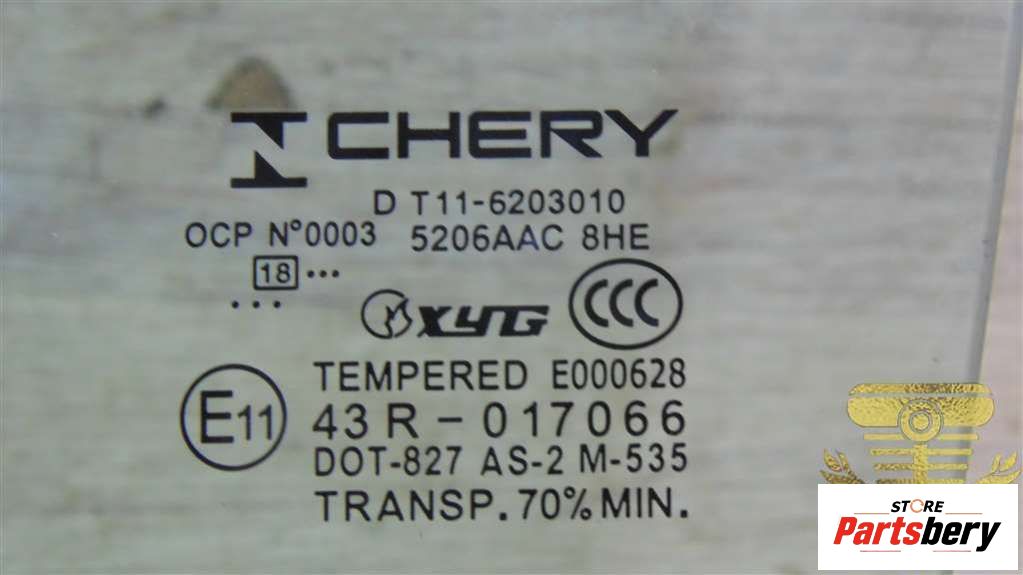 CHERY
D T11-6203010
OCP N°0003 5206AAC 8HE
18 •••
•••
XYG CCC
TEMPERED E000628
E11 43R-017066
DOT-827 AS-2 M-535
TRANSP. 70% MIN.
STORE
Partsbery